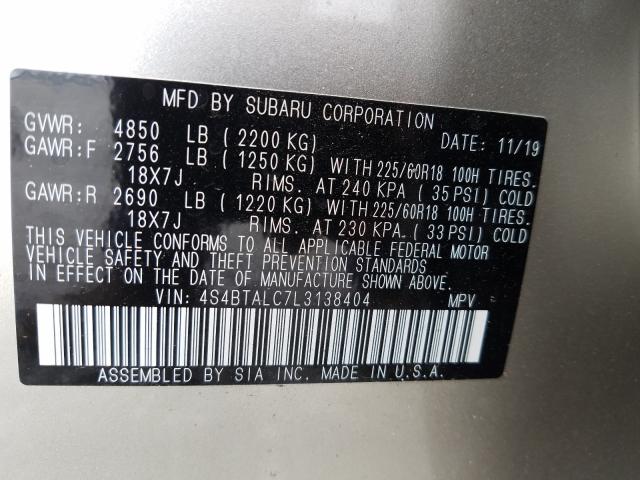 MFD BY SUBARU CORPORATION
GVWR: 4850 LB ( 2200 KG) DATE: 11/19
GAWR:F 2756 LB ( 1250 KG) WITH 225/60R18 100H TIRES.
18X7J RIMS. AT 240 KPA ( 35 PSI) COLD
GAWR:R 2690 LB ( 1220 KG) WITH 225/60R18 100H TIRES.
18X7J RIMS. AT 230 KPA ( 33 PSI) COLD
THIS VEHICLE CONFORMS TO ALL APPLICABLE FEDERAL MOTOR
VEHICLE SAFETY AND THEFT PREVENTION STANDARDS
IN EFFECT ON THE DATE OF MANUFACTURE SHOWN ABOVE.
VIN: 4S4BTALC7L3138404 MPV
ASSEMBLED BY SIA INC. MADE IN U.S.A.